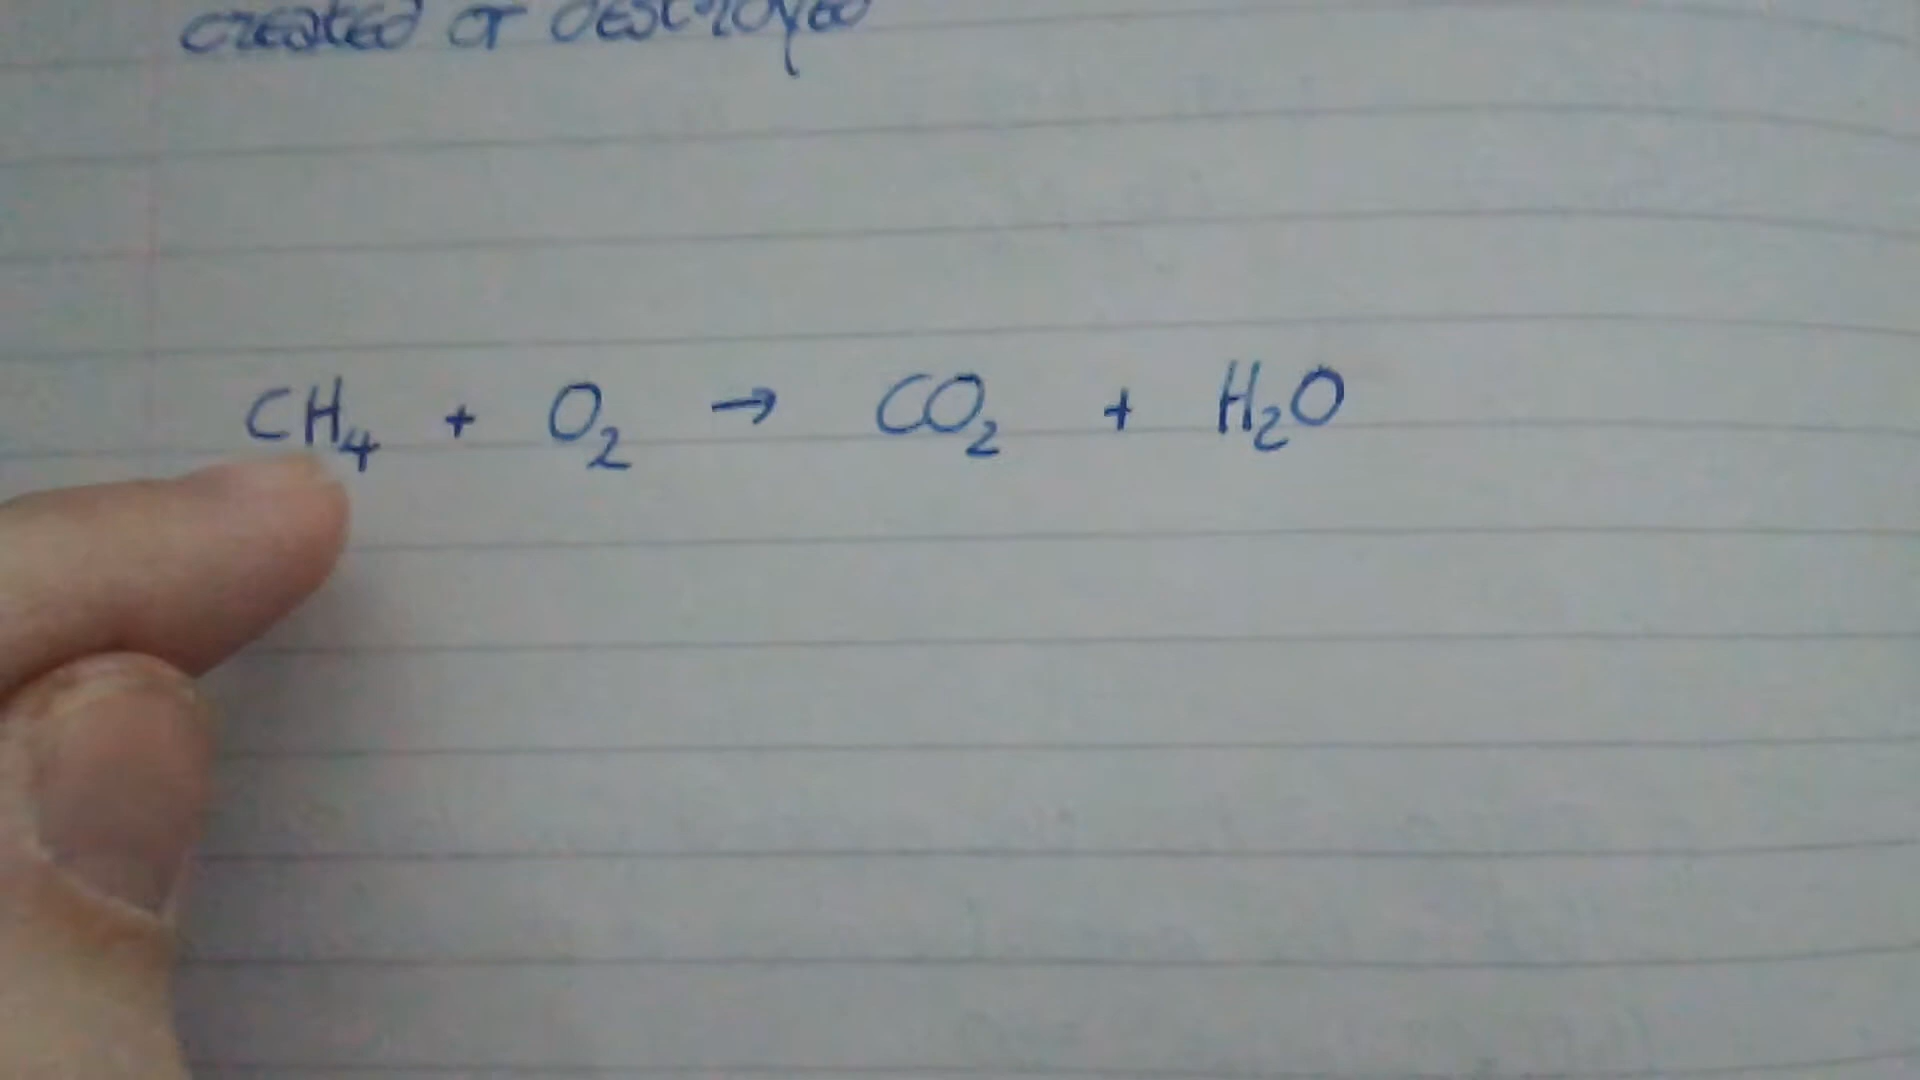 created or destroyed
CH₄ + O₂ → CO₂ + H₂O